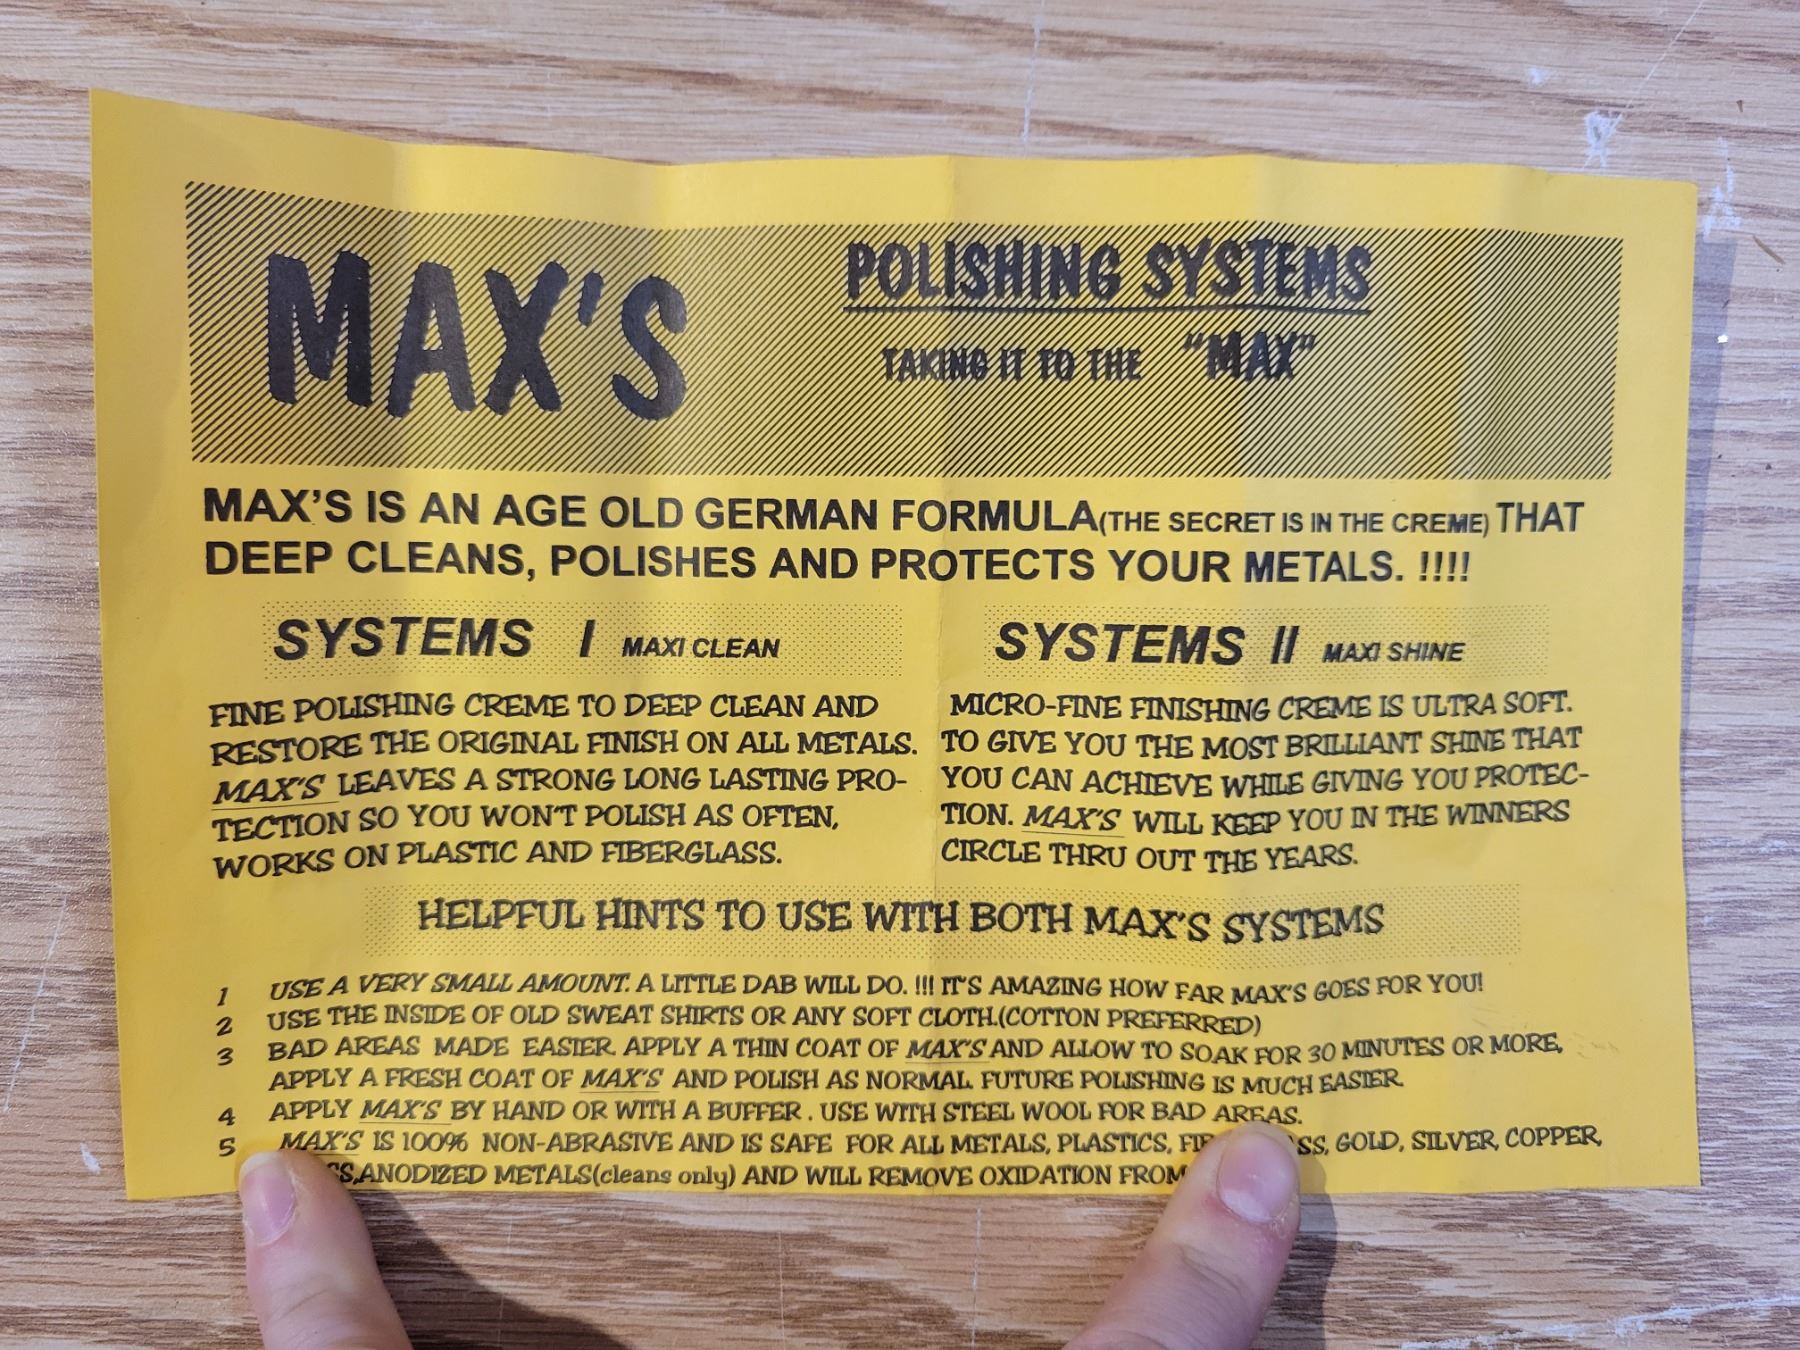 MAX'S
POLISHING SYSTEMS
TAKING IT TO THE "MAX"
MAX'S IS AN AGE OLD GERMAN FORMULA(THE SECRET IS IN THE CREME) THAT
DEEP CLEANS, POLISHES AND PROTECTS YOUR METALS. !!!!
SYSTEMS I MAXI CLEAN
FINE POLISHING CREME TO DEEP CLEAN AND
RESTORE THE ORIGINAL FINISH ON ALL METALS.
MAX'S LEAVES A STRONG LONG LASTING PRO-
TECTION SO YOU WON'T POLISH AS OFTEN,
WORKS ON PLASTIC AND FIBERGLASS.
SYSTEMS II MAXI SHINE
MICRO-FINE FINISHING CREME IS ULTRA SOFT.
TO GIVE YOU THE MOST BRILLIANT SHINE THAT
YOU CAN ACHIEVE WHILE GIVING YOU PROTEC-
TION. MAX'S WILL KEEP YOU IN THE WINNERS
CIRCLE THRU OUT THE YEARS.
HELPFUL HINTS TO USE WITH BOTH MAX'S SYSTEMS
1 USE A VERY SMALL AMOUNT. A LITTLE DAB WILL DO. !!! IT'S AMAZING HOW FAR MAX'S GOES FOR YOU!
2 USE THE INSIDE OF OLD SWEAT SHIRTS OR ANY SOFT CLOTH.(COTTON PREFERRED)
3 BAD AREAS MADE EASIER. APPLY A THIN COAT OF MAX'S AND ALLOW TO SOAK FOR 30 MINUTES OR MORE,
APPLY A FRESH COAT OF MAX'S AND POLISH AS NORMAL. FUTURE POLISHING IS MUCH EASIER.
4 APPLY MAX'S BY HAND OR WITH A BUFFER. USE WITH STEEL WOOL FOR BAD AREAS.
5 MAX'S IS 100% NON-ABRASIVE AND IS SAFE FOR ALL METALS, PLASTICS, GOLD, SILVER, COPPER,
ANODIZED METALS(cleans only) AND WILL REMOVE OXIDATION FROM